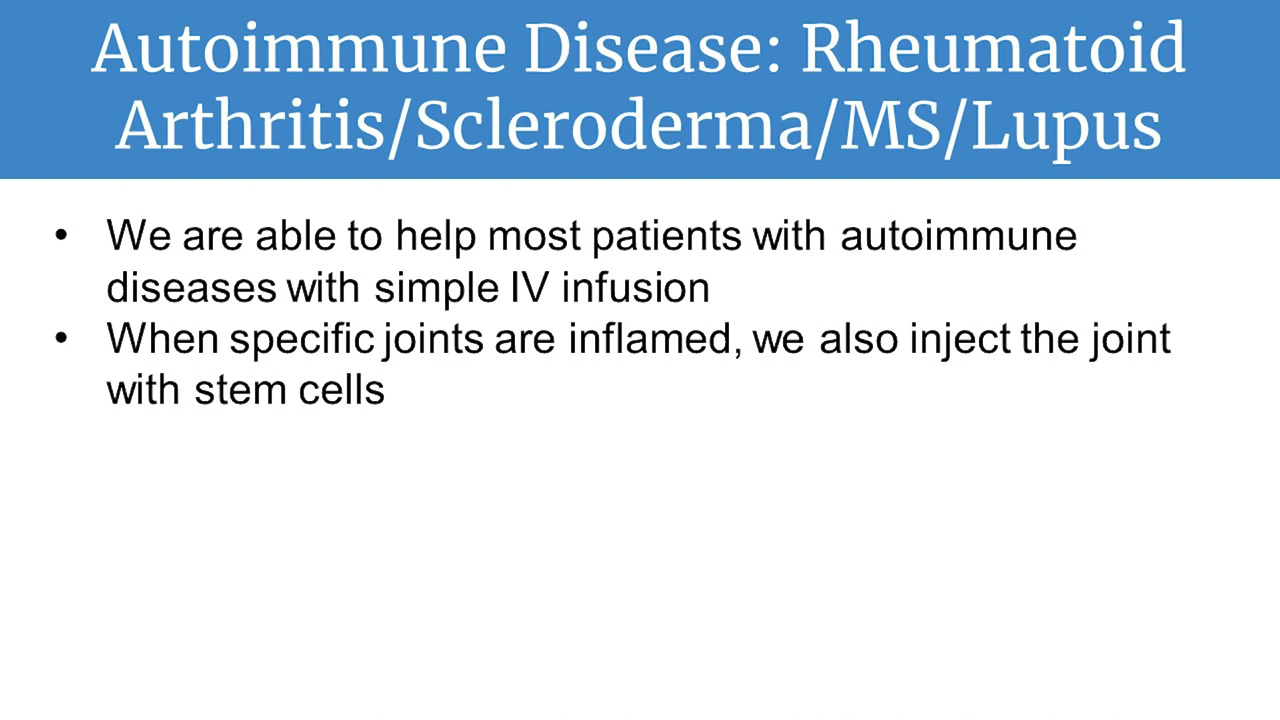 Autoimmune Disease: Rheumatoid
Arthritis/Scleroderma/MS/Lupus
• We are able to help most patients with autoimmune
diseases with simple IV infusion
• When specific joints are inflamed, we also inject the joint
with stem cells